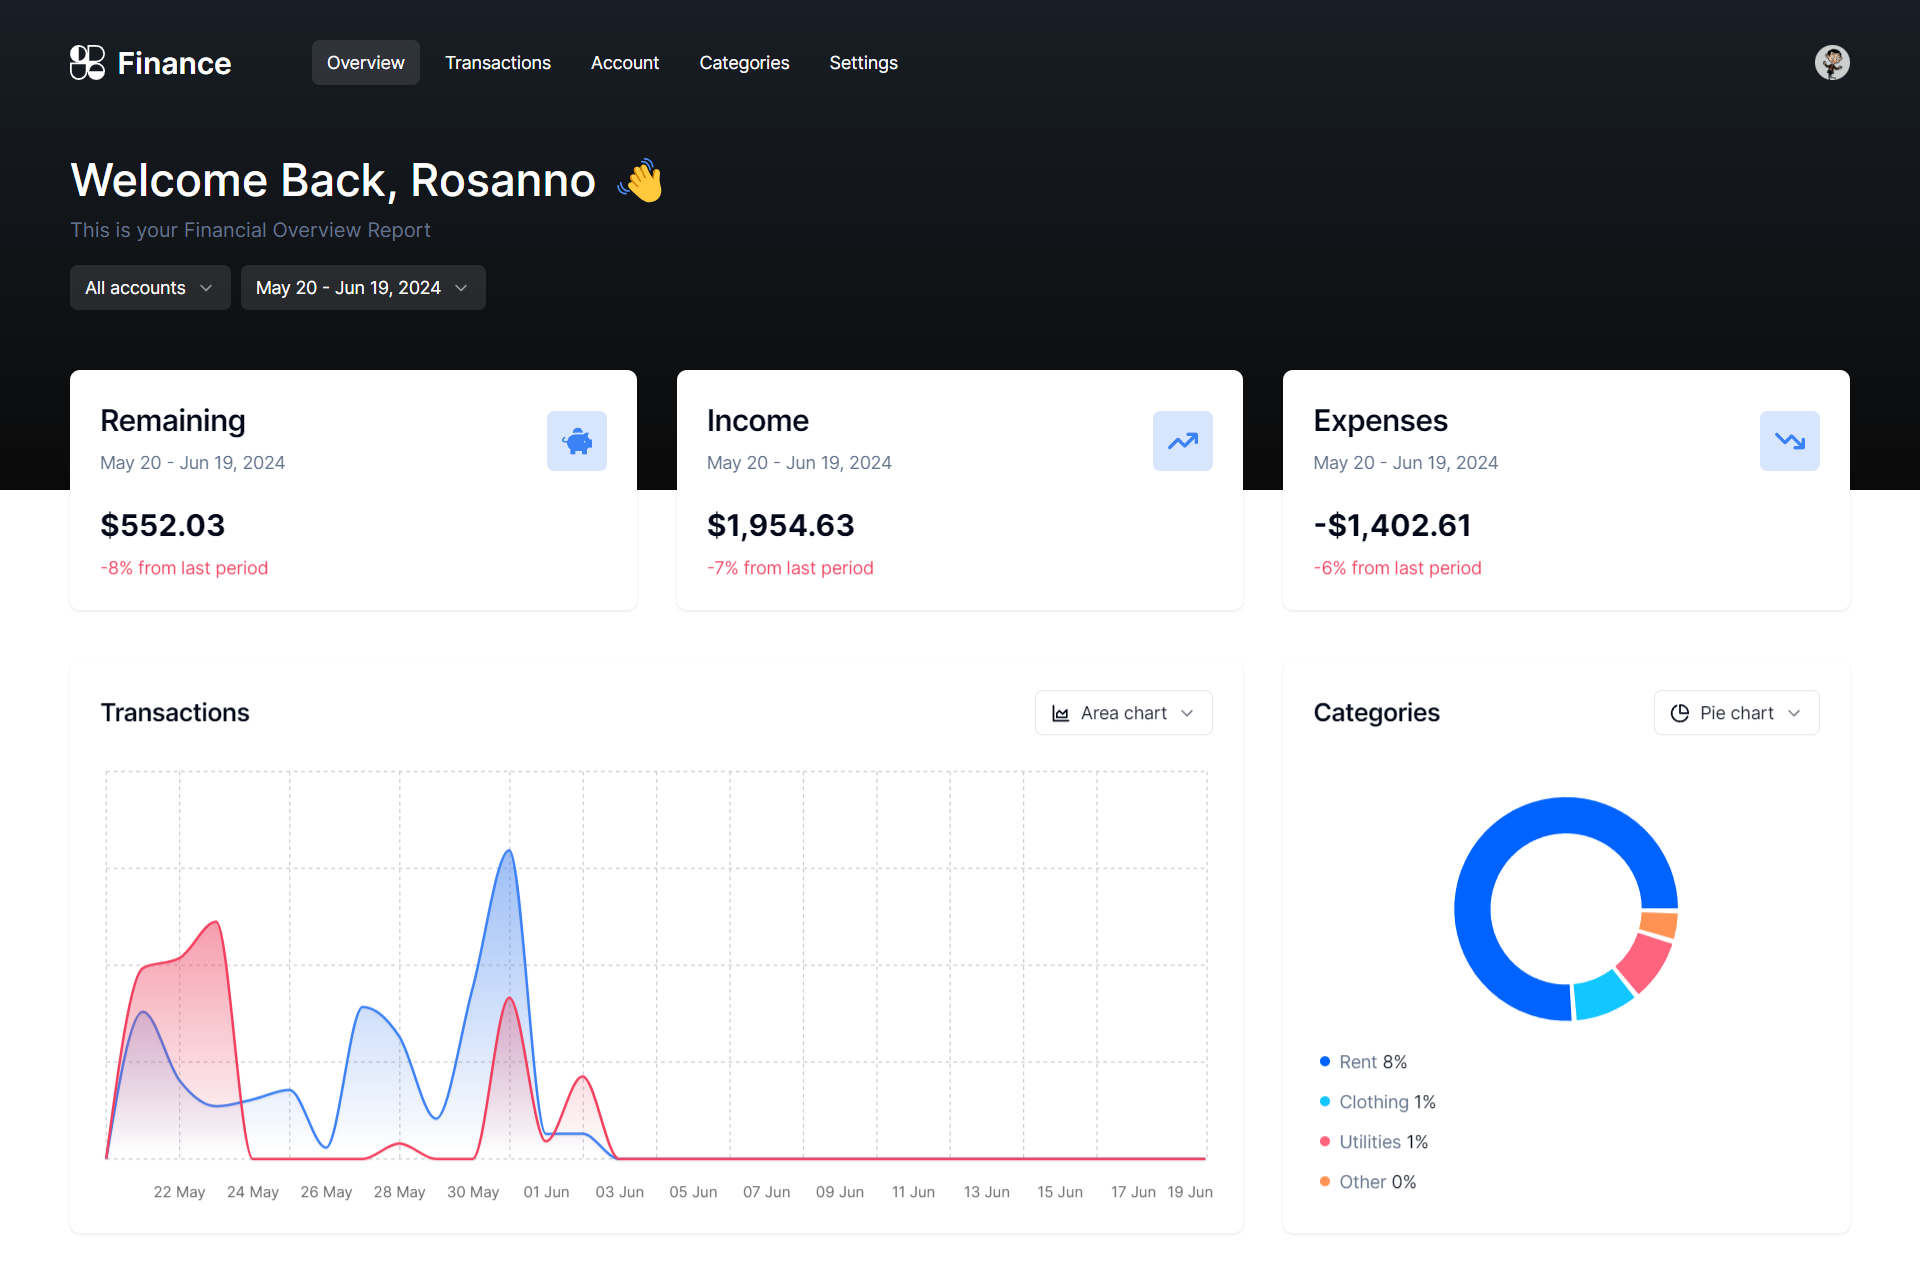 Finance
Overview
Transactions
Account
Categories
Settings
Welcome Back, Rosanno 👋
This is your Financial Overview Report
All accounts
May 20 - Jun 19, 2024
Remaining
May 20 - Jun 19, 2024
$552.03
-8% from last period
Income
May 20 - Jun 19, 2024
$1,954.63
-7% from last period
Expenses
May 20 - Jun 19, 2024
-$1,402.61
-6% from last period
Transactions
Area chart
22 May
24 May
26 May
28 May
30 May
01 Jun
03 Jun
05 Jun
07 Jun
09 Jun
11 Jun
13 Jun
15 Jun
17 Jun
19 Jun
Categories
Pie chart
Rent 8%
Clothing 1%
Utilities 1%
Other 0%